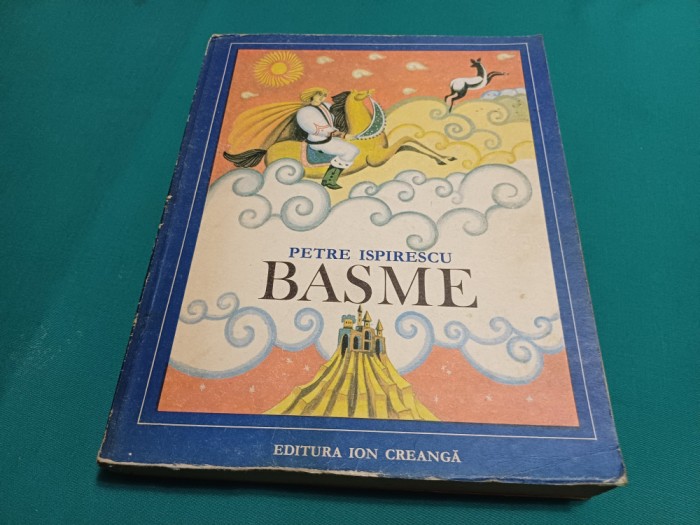 PETRE ISPIRESCU
BASME
EDITURA ION CREANGĂ